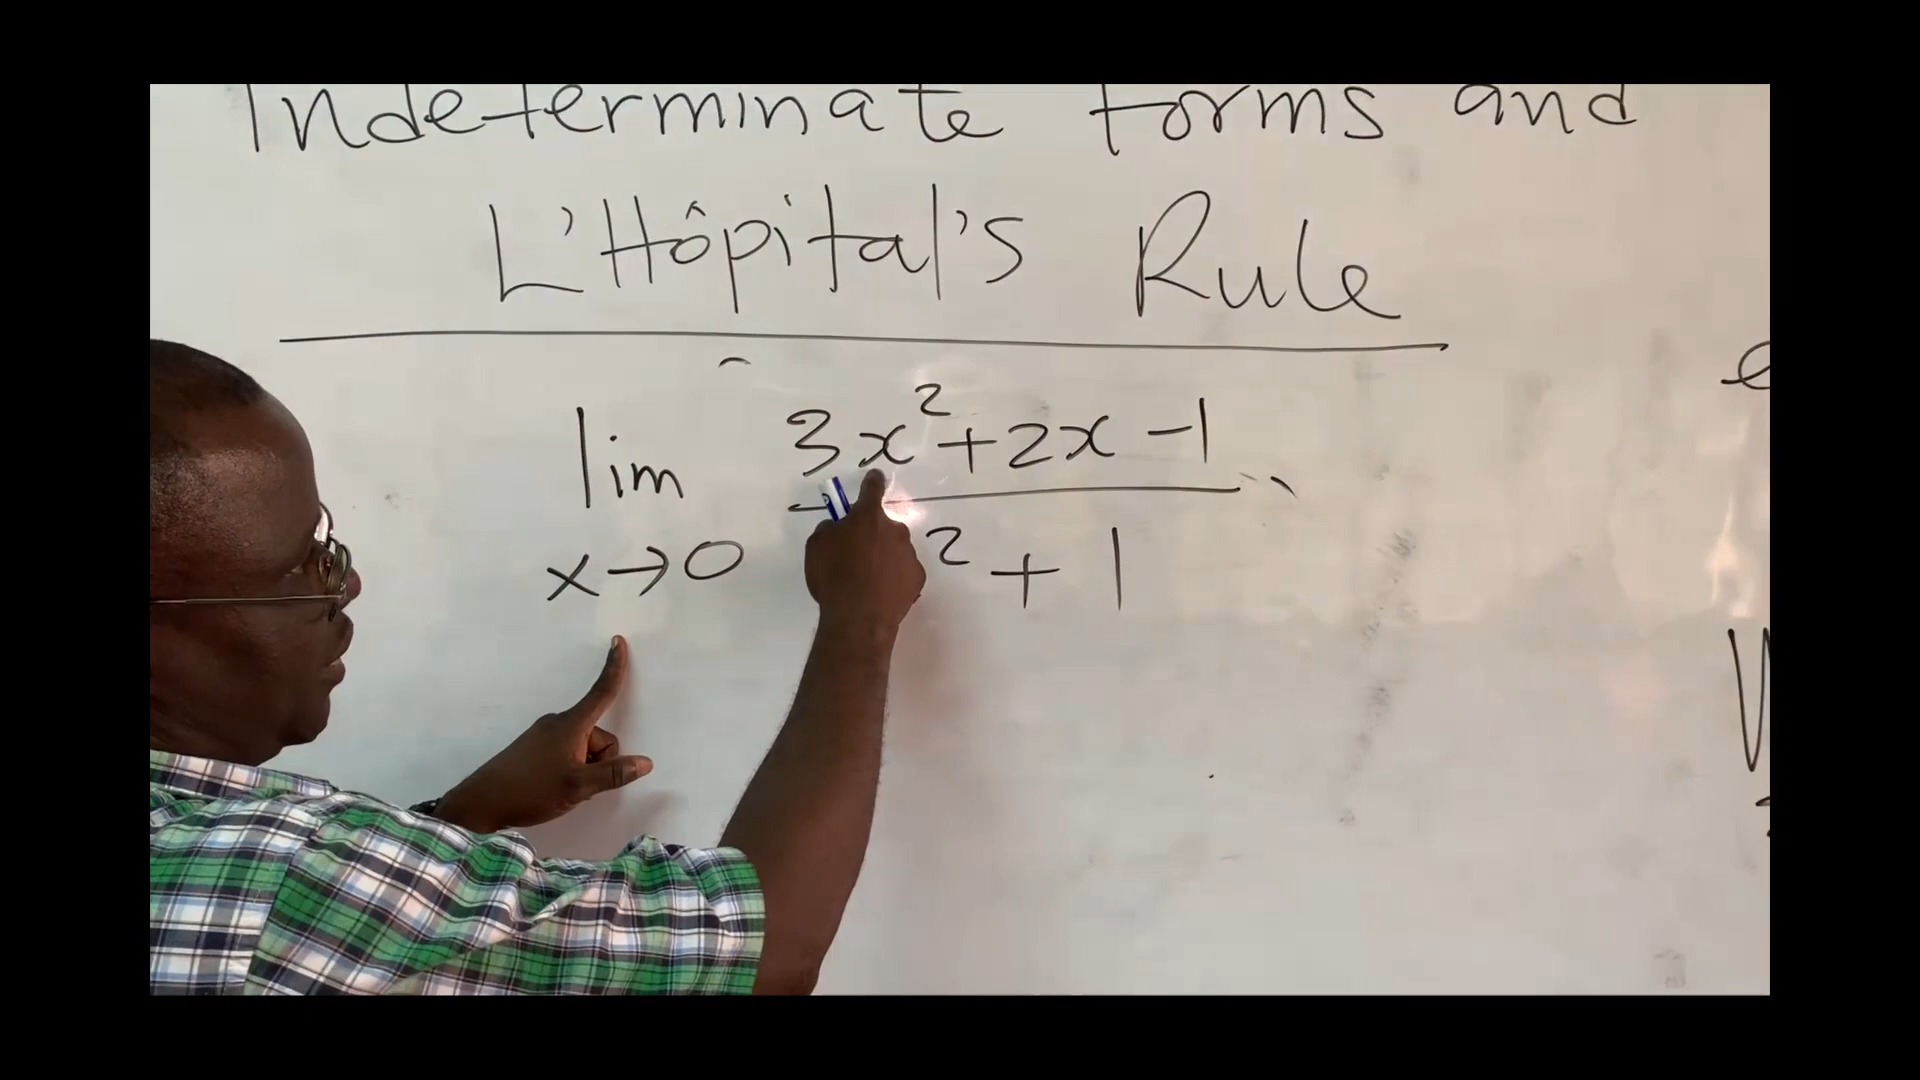 Indeterminate forms and
L'Hôpital's Rule
lim 3x²+2x-1
x→0 ² + 1